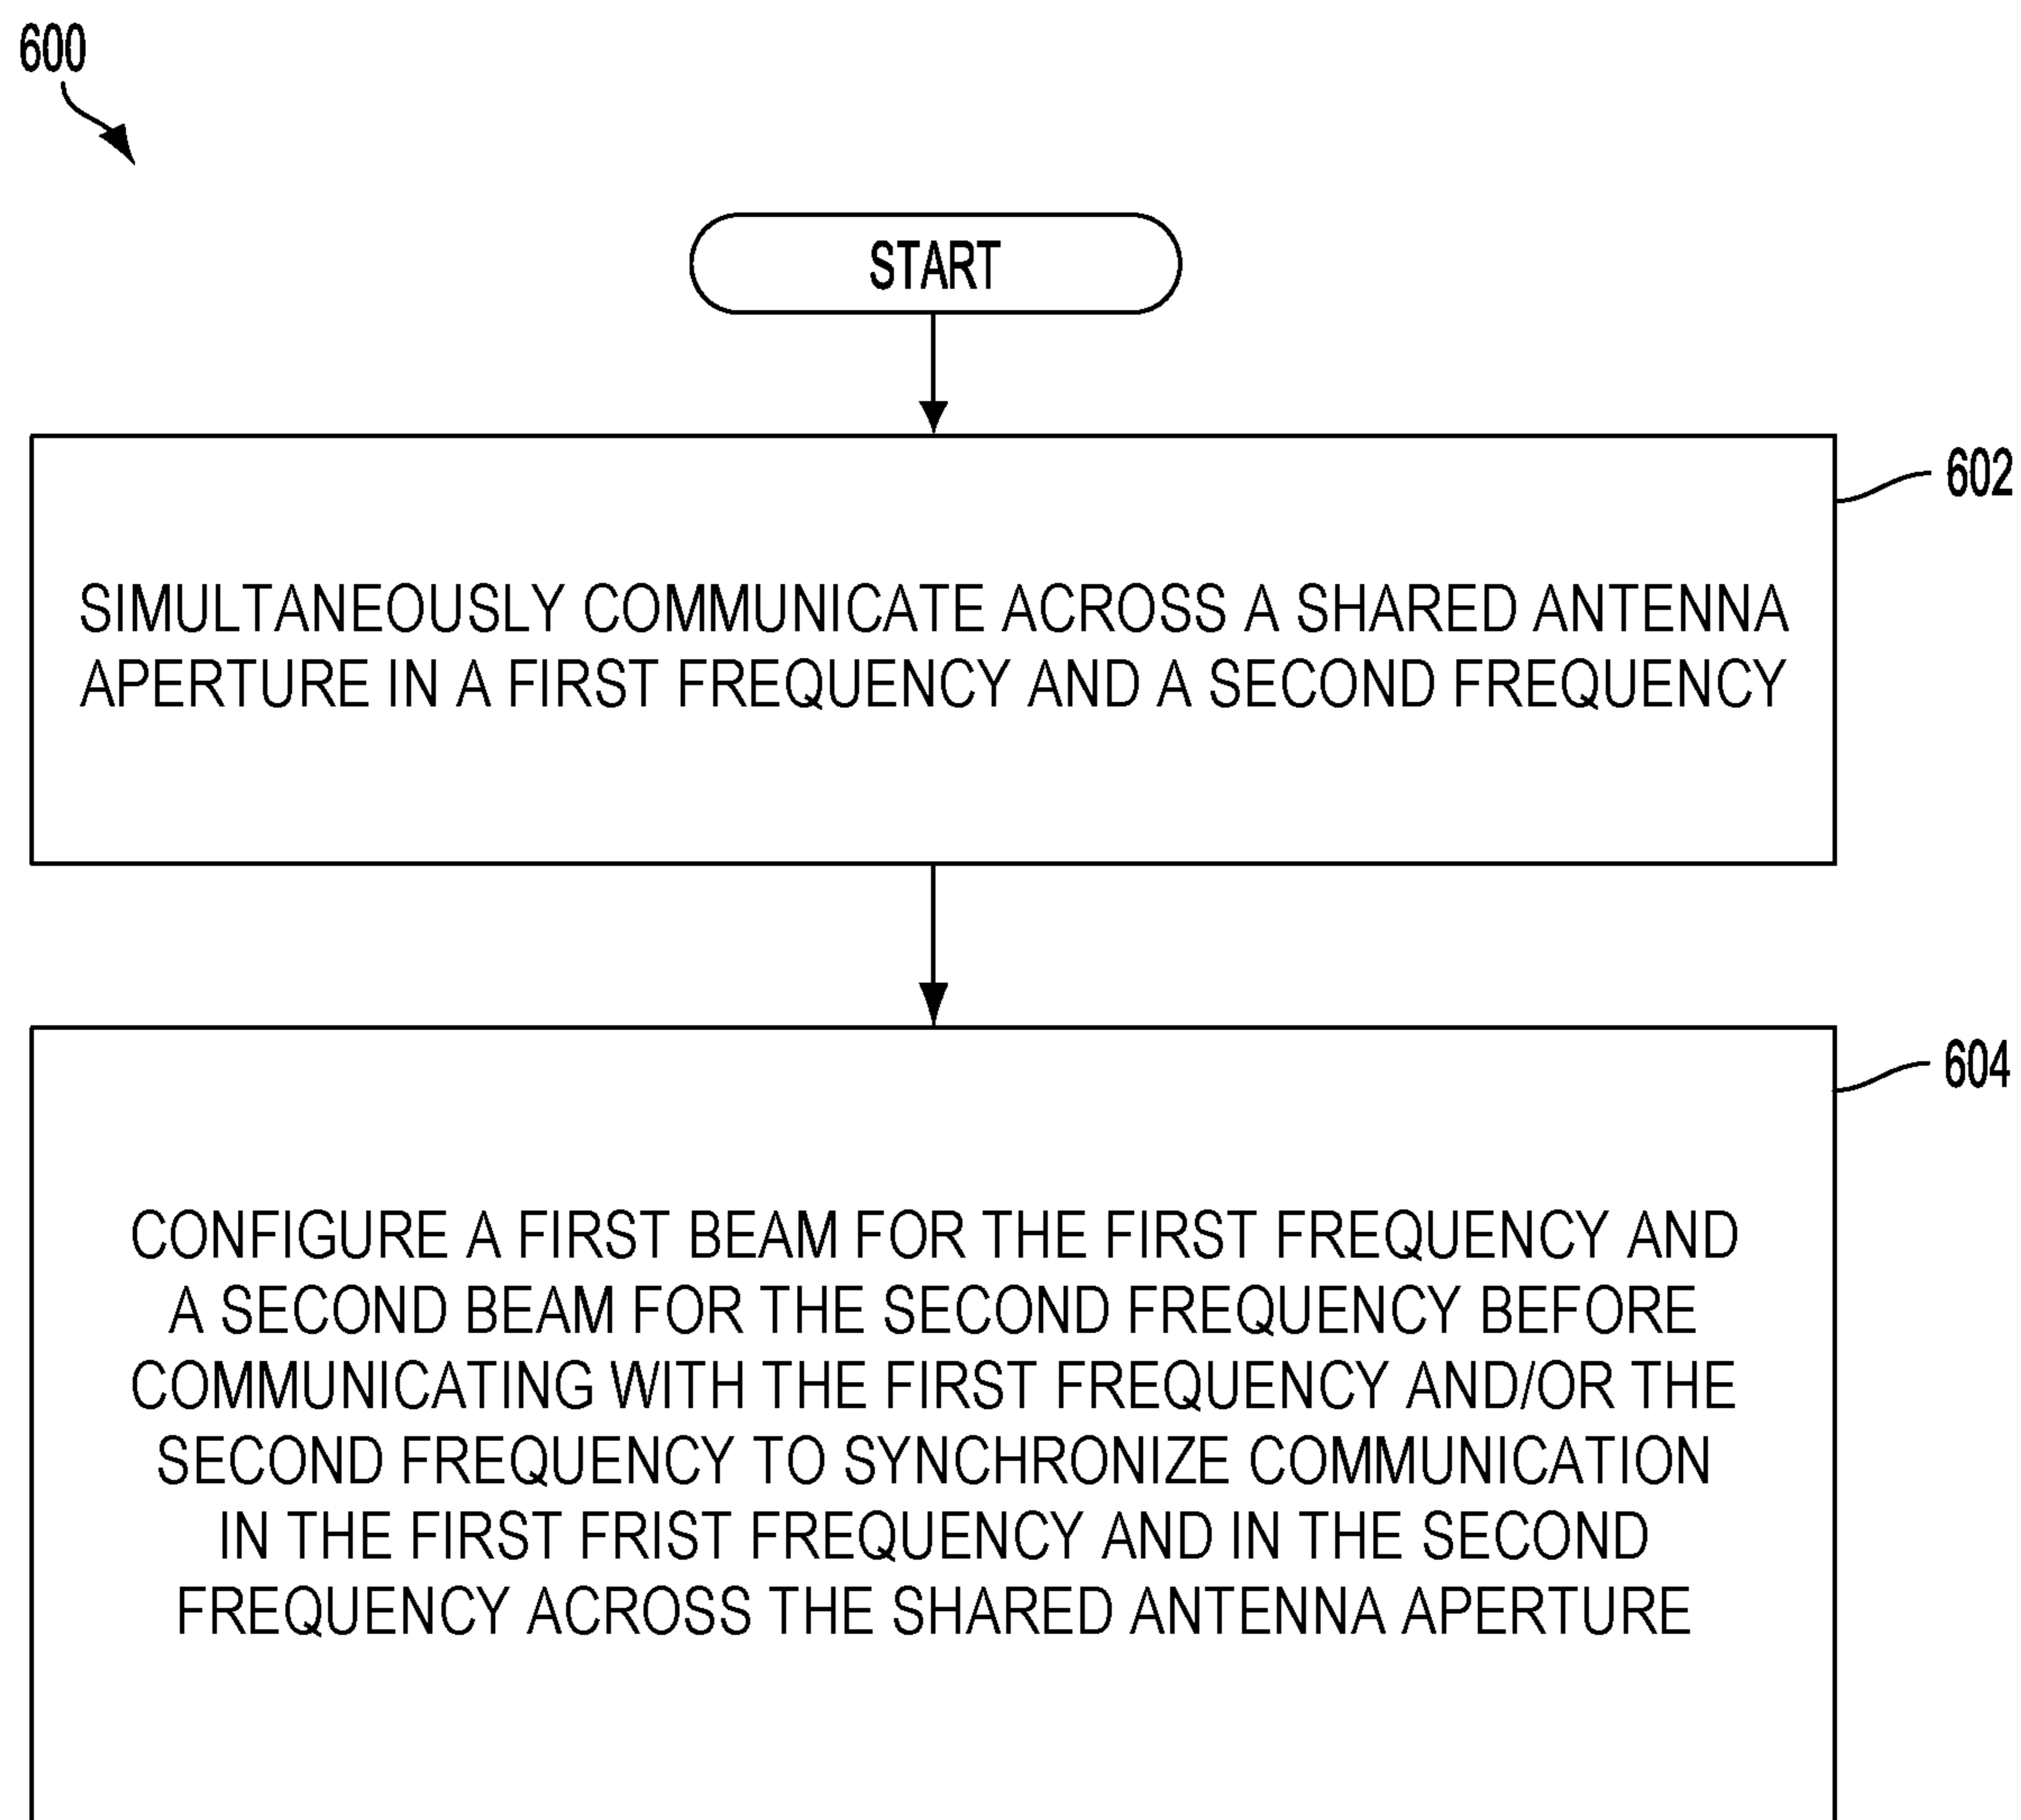 600
START
602
SIMULTANEOUSLY COMMUNICATE ACROSS A SHARED ANTENNA
APERTURE IN A FIRST FREQUENCY AND A SECOND FREQUENCY
604
CONFIGURE A FIRST BEAM FOR THE FIRST FREQUENCY AND
A SECOND BEAM FOR THE SECOND FREQUENCY BEFORE
COMMUNICATING WITH THE FIRST FREQUENCY AND/OR THE
SECOND FREQUENCY TO SYNCHRONIZE COMMUNICATION
IN THE FIRST FRIST FREQUENCY AND IN THE SECOND
FREQUENCY ACROSS THE SHARED ANTENNA APERTURE